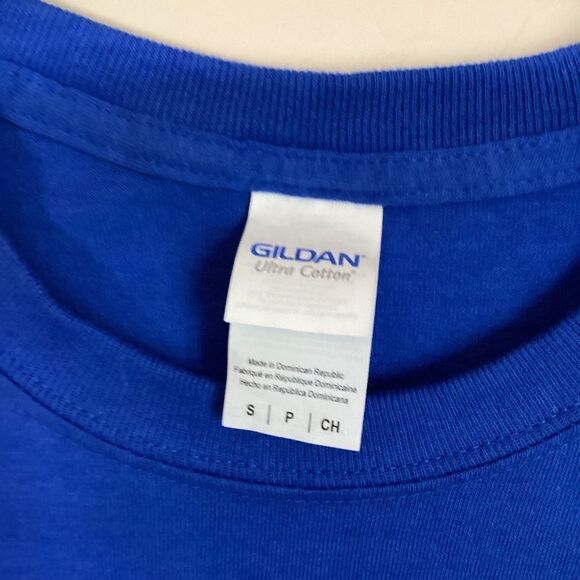 GILDAN
Ultra Cotton®
Made in Dominican Republic
Fabriqué en République Dominicaine
Hecho en República Dominicana
S | P | CH